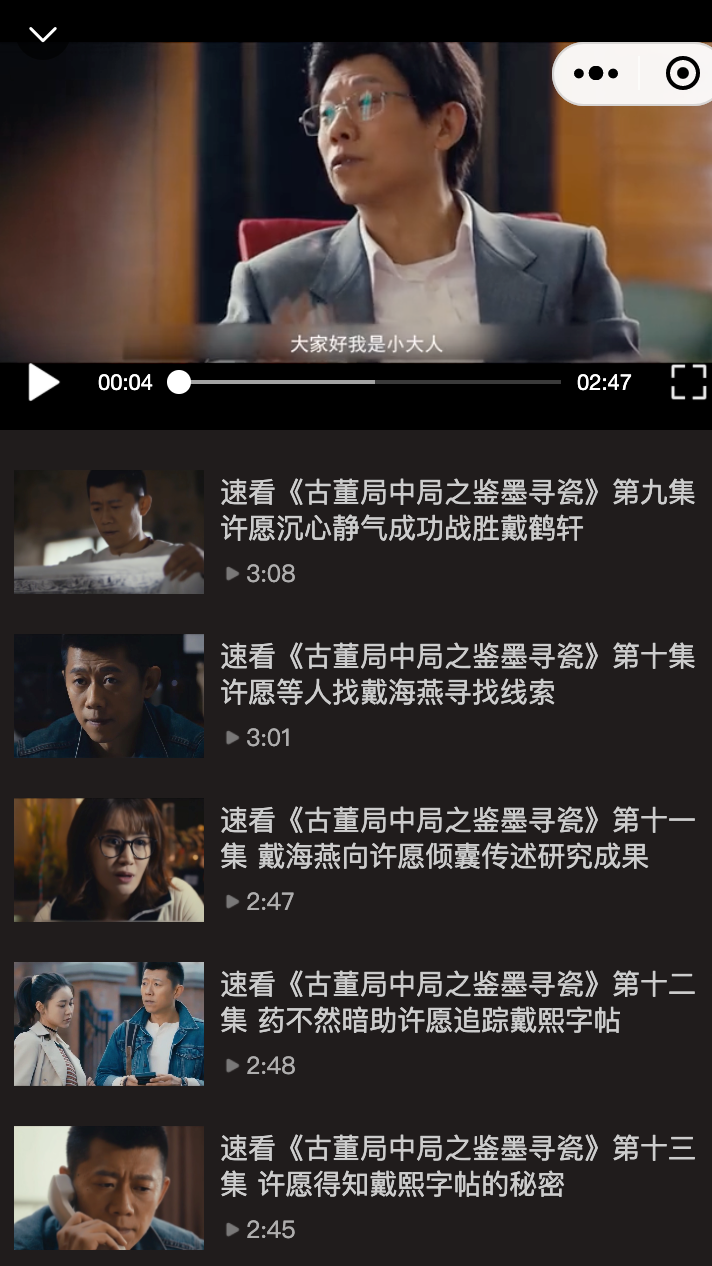 大家好我是小大人
00:04
02:47
速看《古董局中局之鉴墨寻瓷》第九集
许愿沉心静气成功战胜戴鹤轩
3:08
速看《古董局中局之鉴墨寻瓷》第十集
许愿等人找戴海燕寻找线索
3:01
速看《古董局中局之鉴墨寻瓷》第十一
集 戴海燕向许愿倾囊传述研究成果
2:47
速看《古董局中局之鉴墨寻瓷》第十二
集 药不然暗助许愿追踪戴熙字帖
2:48
速看《古董局中局之鉴墨寻瓷》第十三
集 许愿得知戴熙字帖的秘密
2:45